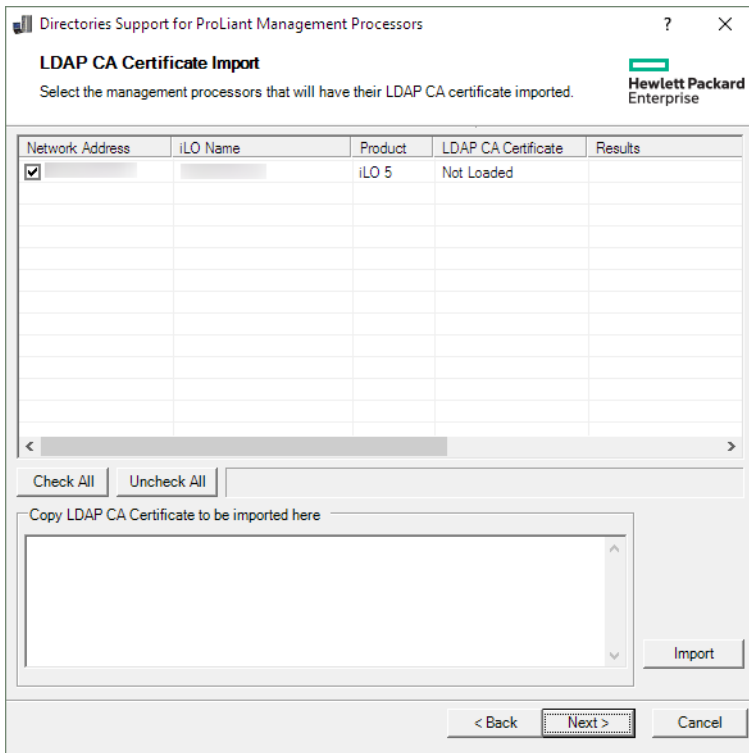 Directories Support for ProLiant Management Processors ?
LDAP CA Certificate Import
Select the management processors that will have their LDAP CA certificate imported.
Hewlett Packard
Enterprise
Network Address iLO Name Product LDAP CA Certificate Results
iLO 5 Not Loaded
Check All Uncheck All
Copy LDAP CA Certificate to be imported here
Import
< Back Next > Cancel